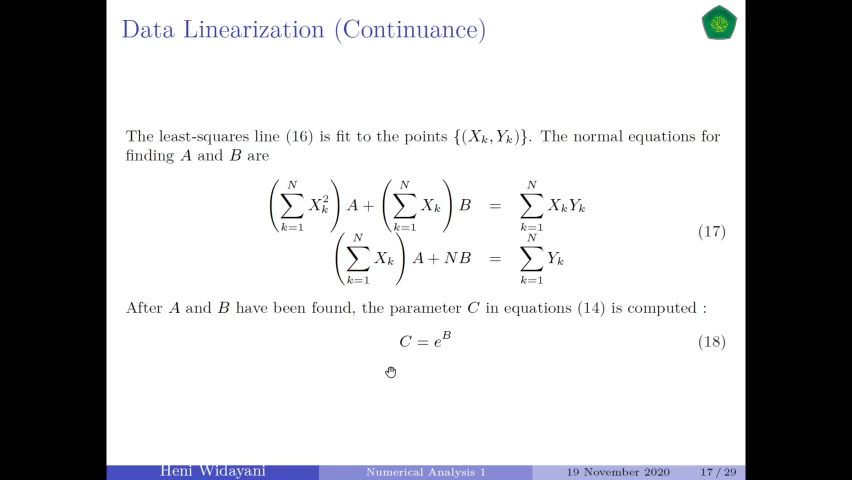 Data Linearization (Continuance)
The least-squares line (16) is fit to the points {(X_k, Y_k)}. The normal equations for
finding A and B are
(∑_{k=1}^{N} X_k^2) A + (∑_{k=1}^{N} X_k) B = ∑_{k=1}^{N} X_k Y_k
(∑_{k=1}^{N} X_k) A + NB = ∑_{k=1}^{N} Y_k
(17)
After A and B have been found, the parameter C in equations (14) is computed :
C = e^B (18)
Heni Widayani Numerical Analysis 1 19 November 2020 17 / 29